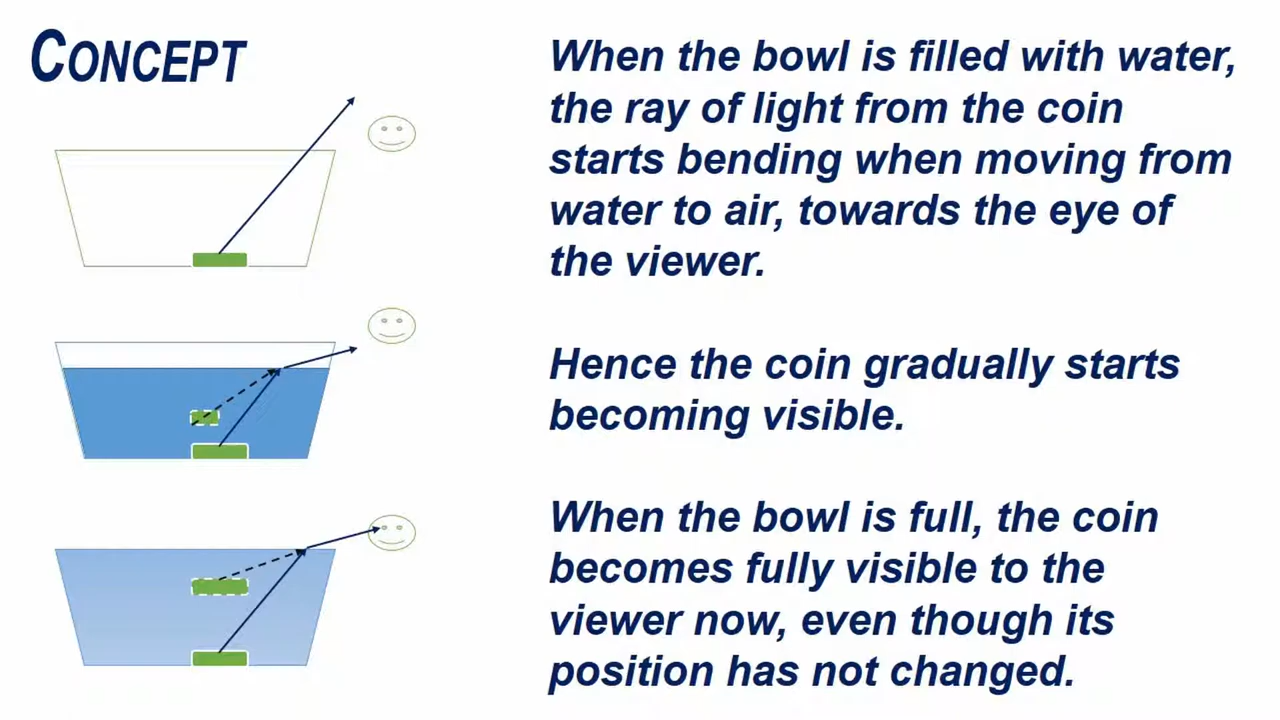 CONCEPT
When the bowl is filled with water,
the ray of light from the coin
starts bending when moving from
water to air, towards the eye of
the viewer.
Hence the coin gradually starts
becoming visible.
When the bowl is full, the coin
becomes fully visible to the
viewer now, even though its
position has not changed.